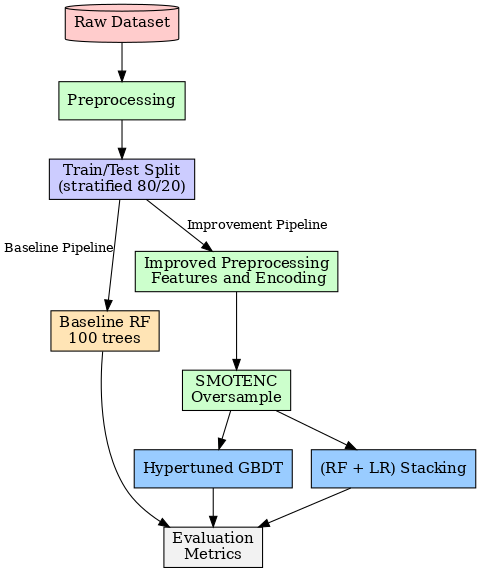 Raw Dataset
Preprocessing
Train/Test Split
(stratified 80/20)
Baseline Pipeline
Improvement Pipeline
Improved Preprocessing
Features and Encoding
Baseline RF
100 trees
SMOTENC
Oversample
Hypertuned GBDT
(RF + LR) Stacking
Evaluation
Metrics